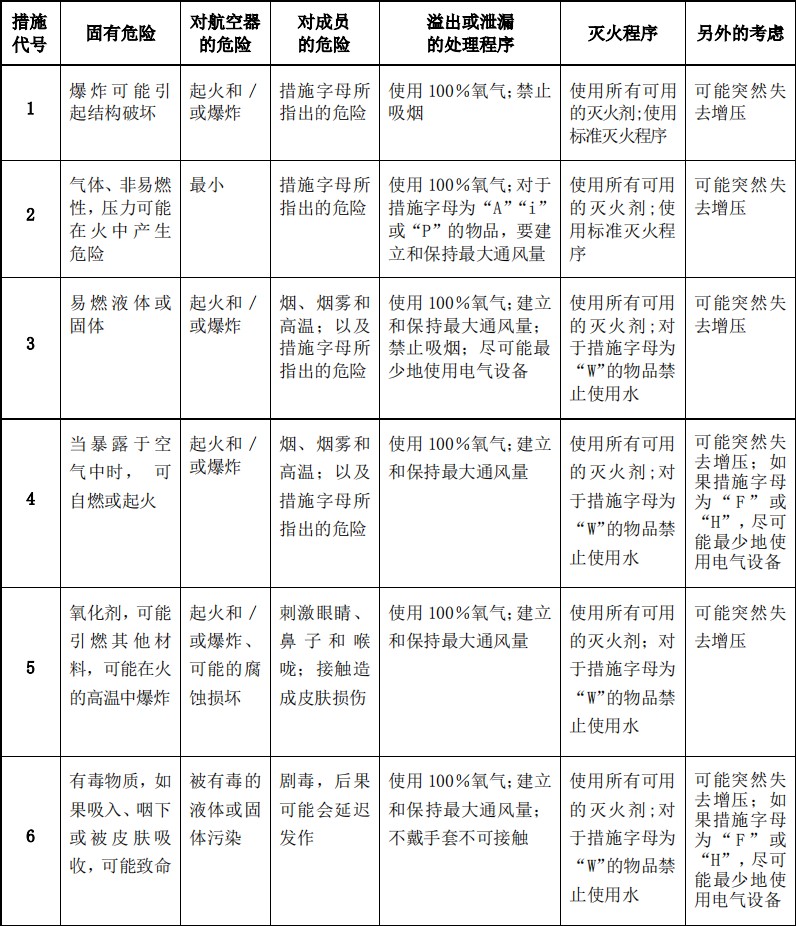 措施
代号
固有危险
对航空器
的危险
对成员
的危险
溢出或泄漏
的处理程序
灭火程序
另外的考虑
1
爆炸可能引
起结构破坏
起火和/
或爆炸
措施字母所
指出的危险
使用100%氧气;禁止
吸烟
使用所有可用
的灭火剂;使用
标准灭火程序
可能突然失
去增压
2
气体、非易燃
性,压力可能
在火中产生
危险
最小
措施字母所
指出的危险
使用100%氧气;对于
措施字母为“A”“i”
或“P”的物品,要建
立和保持最大通风量
使用所有可用
的灭火剂;使
用标准灭火程
序
可能突然失
去增压
3
易燃液体或
固体
起火和/
或爆炸
烟、烟雾和
高温;以及
措施字母所
指出的危险
使用100%氧气;建立
和保持最大通风量;
禁止吸烟;尽可能最
少地使用电气设备
使用所有可用
的灭火剂;对
于措施字母为
“W”的物品禁
止使用水
可能突然失
去增压
4
当暴露于空
气中时, 可
自燃或起火
起火和/
或爆炸
烟、烟雾和
高温;以及
措施字母所
指出的危险
使用100%氧气;建立
和保持最大通风量
使用所有可用
的灭火剂;对
于措施字母为
“W”的物品禁
止使用水
可能突然失
去增压;如
果措施字母
为“F”或
“H”,尽可
能最少地使
用电气设备
5
氧化剂,可能
引燃其他材
料,可能在火
的高温中爆炸
起火和/
或爆炸、
可能的腐
蚀损坏
刺激眼睛、
鼻子和喉
咙;接触造
成皮肤损伤
使用100%氧气;建立
和保持最大通风量
使用所有可用
的灭火剂;对
于措施字母为
“W”的物品禁
止使用水
可能突然失
去增压
6
有毒物质,如
果吸入、咽下
或被皮肤吸
收,可能致命
被有毒的
液体或固
体污染
剧毒,后果
可能会延迟
发作
使用100%氧气;建立
和保持最大通风量;
不戴手套不可接触
使用所有可用
的灭火剂;对
于措施字母为
“W”的物品禁
止使用水
可能突然失
去增压;如
果措施字母
为“F”或
“H”,尽可
能最少地使
用电气设备